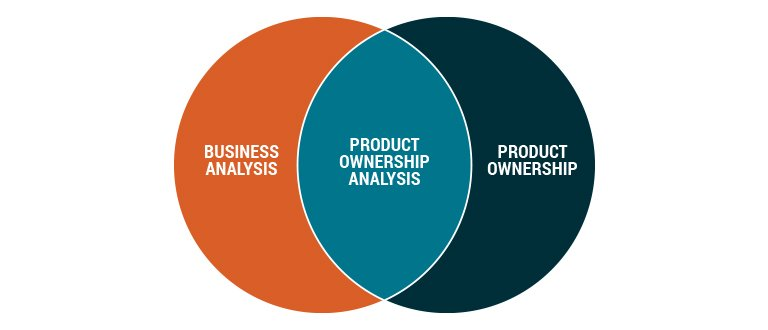 BUSINESS
ANALYSIS
PRODUCT
OWNERSHIP
ANALYSIS
PRODUCT
OWNERSHIP